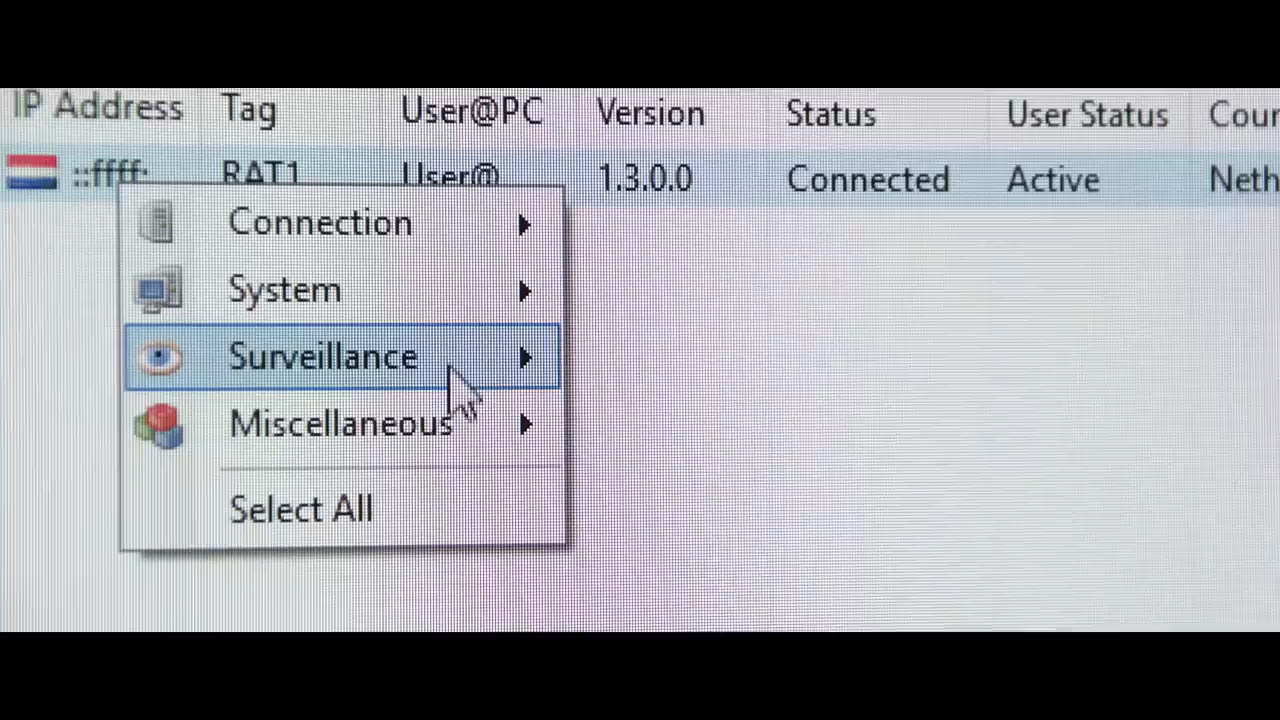 IP Address Tag User@PC Version Status User Status Cour
::ffff: RAT1 User@ 1.3.0.0 Connected Active Neth
Connection
System
Surveillance
Miscellaneous
Select All